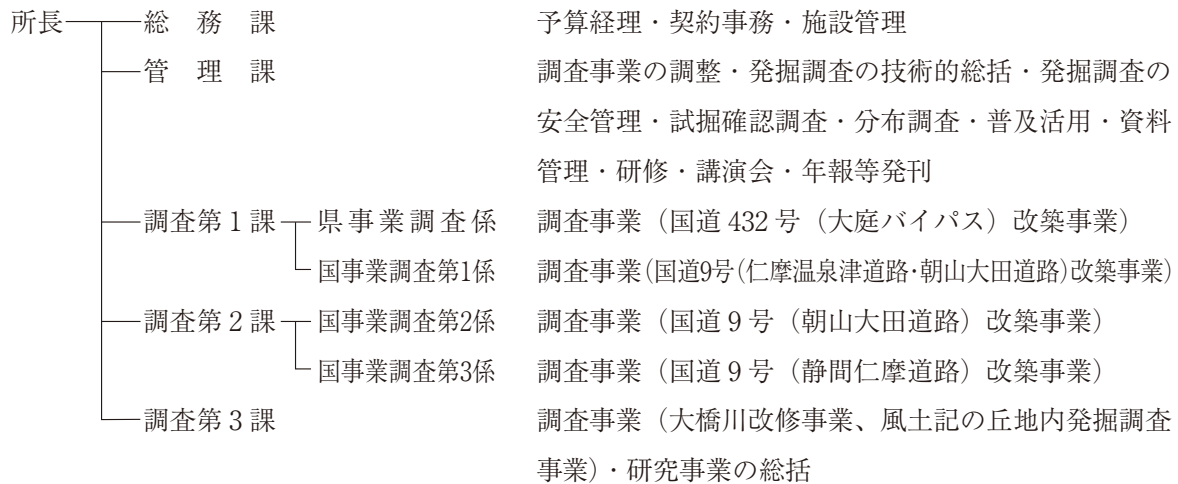 所長 総務課 予算経理・契約事務・施設管理
管理課 調査事業の調整・発掘調査の技術的総括・発掘調査の
安全管理・試掘確認調査・分布調査・普及活用・資料
管理・研修・講演会・年報等発刊
調査第1課 県事業調査係 調査事業（国道432号（大庭バイパス）改築事業）
国事業調査第1係 調査事業(国道9号(仁摩温泉津道路･朝山大田道路)改築事業)
調査第2課 国事業調査第2係 調査事業（国道9号（朝山大田道路）改築事業）
国事業調査第3係 調査事業（国道9号（静間仁摩道路）改築事業）
調査第3課 調査事業（大橋川改修事業、風土記の丘地内発掘調査
事業）・研究事業の総括